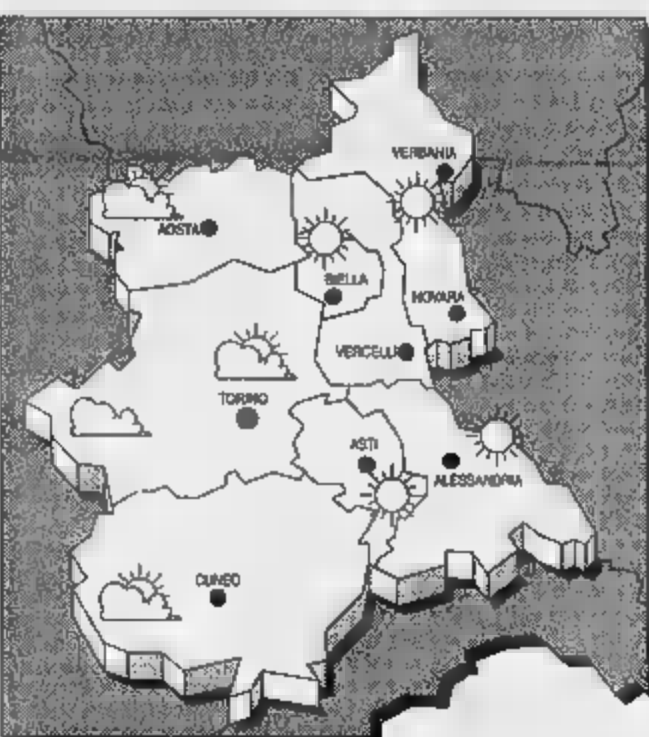 VERBANIA
AOSTA
BIELLA
NOVARA
VERCELLI
TORINO
ASTI
ALESSANDRIA
CUNEO